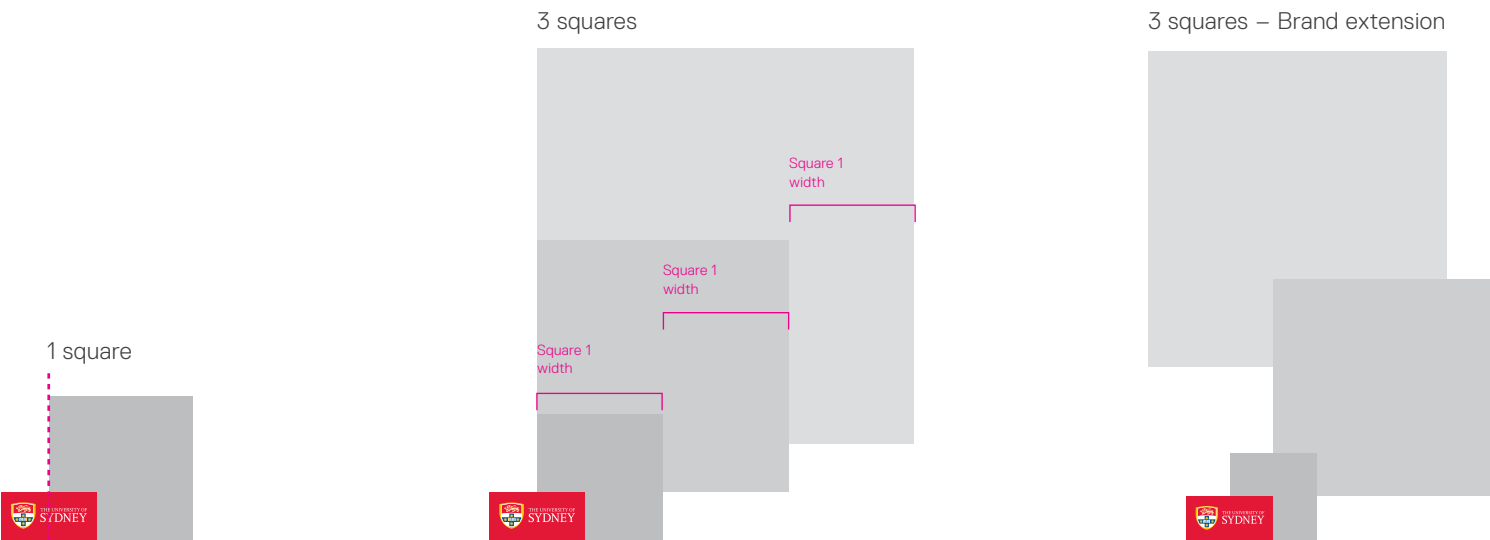 3 squares
3 squares – Brand extension
Square 1
width
Square 1
width
Square 1
width
1 square
THE UNIVERSITY OF
SYDNEY
THE UNIVERSITY OF
SYDNEY
THE UNIVERSITY OF
SYDNEY